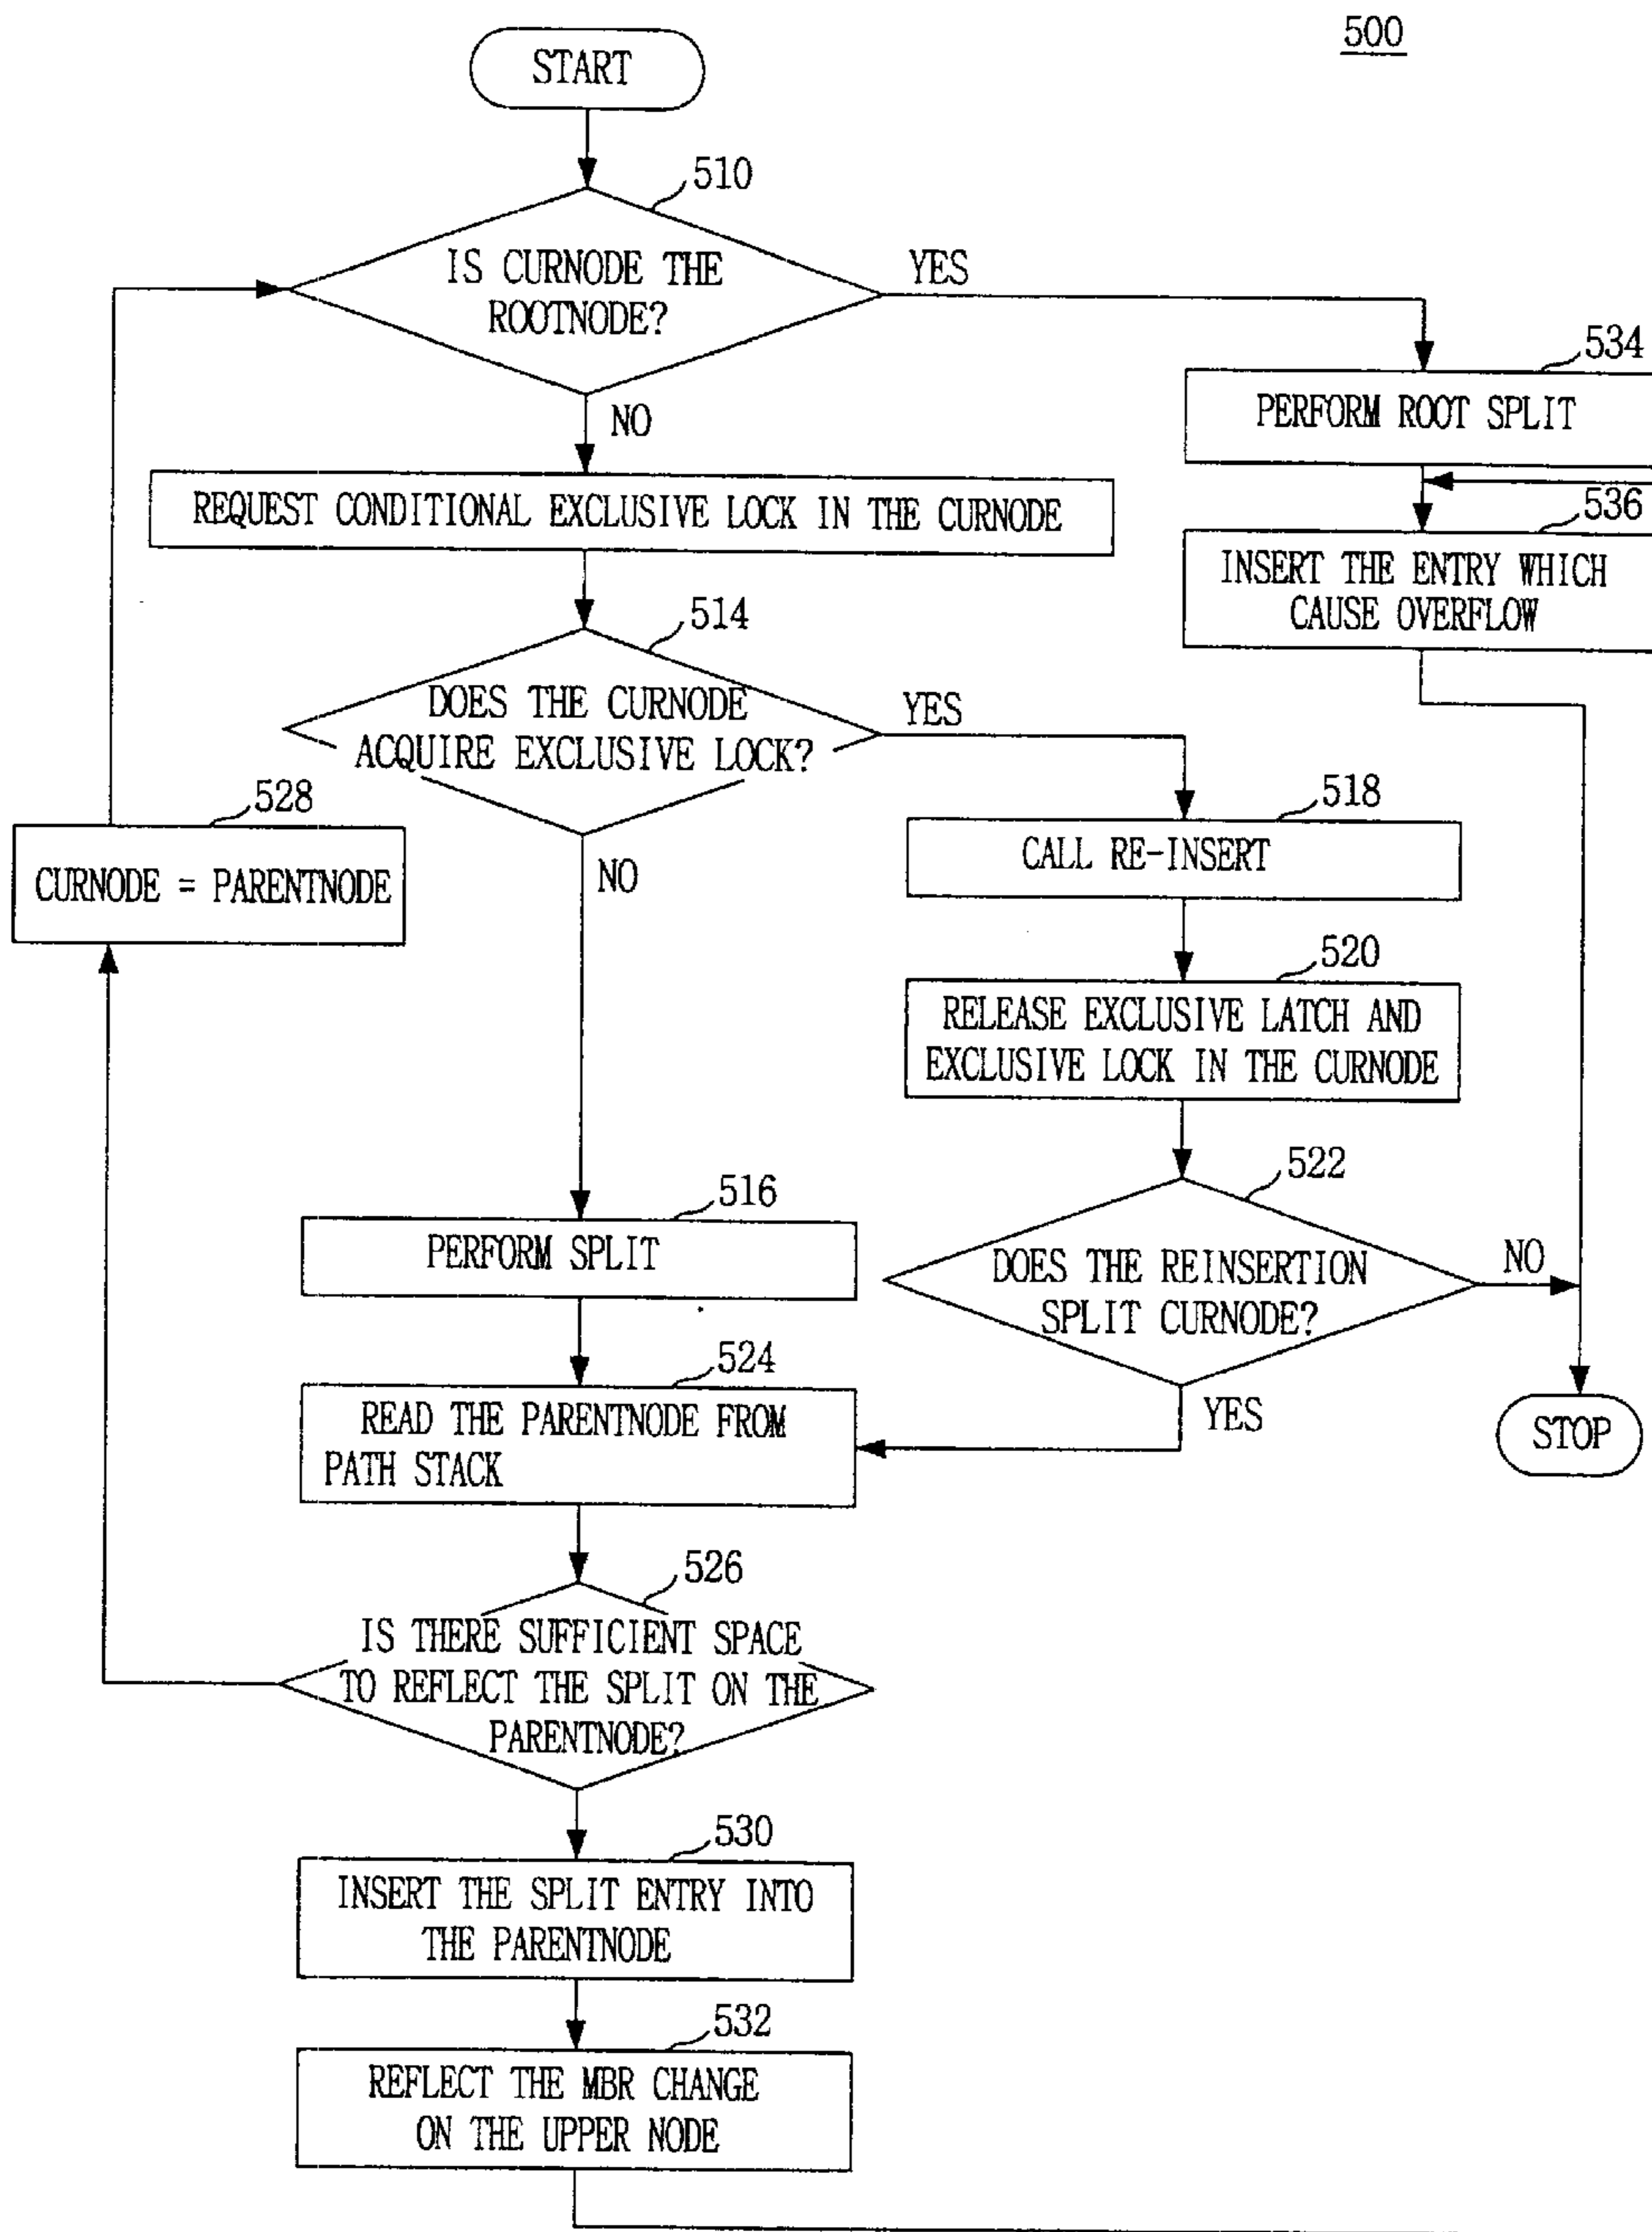 500
START
510
IS CURNODE THE
ROOTNODE?
YES
NO
534
PERFORM ROOT SPLIT
REQUEST CONDITIONAL EXCLUSIVE LOCK IN THE CURNODE
536
INSERT THE ENTRY WHICH
CAUSE OVERFLOW
514
DOES THE CURNODE
ACQUIRE EXCLUSIVE LOCK?
YES
NO
528
CURNODE = PARENTNODE
518
CALL RE-INSERT
520
RELEASE EXCLUSIVE LATCH AND
EXCLUSIVE LOCK IN THE CURNODE
522
DOES THE REINSERTION
SPLIT CURNODE?
NO
YES
STOP
516
PERFORM SPLIT
524
READ THE PARENTNODE FROM
PATH STACK
526
IS THERE SUFFICIENT SPACE
TO REFLECT THE SPLIT ON THE
PARENTNODE?
530
INSERT THE SPLIT ENTRY INTO
THE PARENTNODE
532
REFLECT THE MBR CHANGE
ON THE UPPER NODE